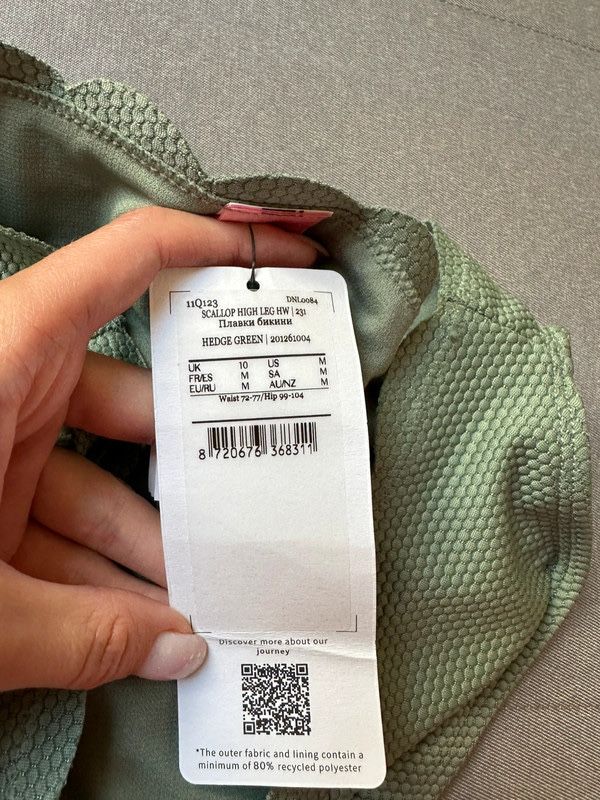 11Q123 DNL0084
SCALLOP HIGH LEG HW | 231
Плавки бикини
HEDGE GREEN | 201261004
UK 10 US M
FR/ES M SA M
EU/RU M AU/NZ M
Waist 72-77/Hip 99-104
8 720676 368311
Discover more about our
journey
*The outer fabric and lining contain a
minimum of 80% recycled polyester